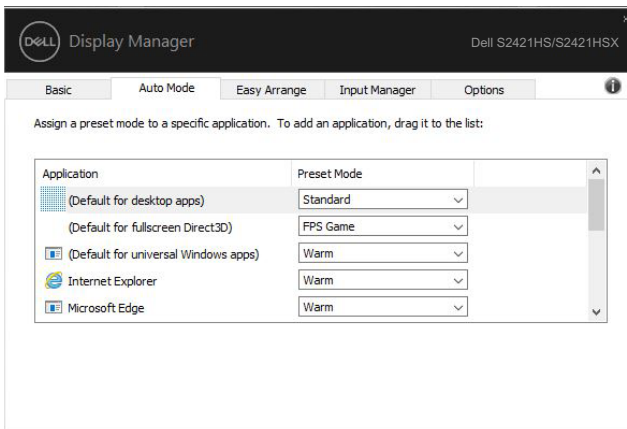 DELL Display Manager Dell S2421HS/S2421HSX
Basic Auto Mode Easy Arrange Input Manager Options
Assign a preset mode to a specific application. To add an application, drag it to the list:
Application Preset Mode
(Default for desktop apps) Standard
(Default for fullscreen Direct3D) FPS Game
(Default for universal Windows apps) Warm
Internet Explorer Warm
Microsoft Edge Warm